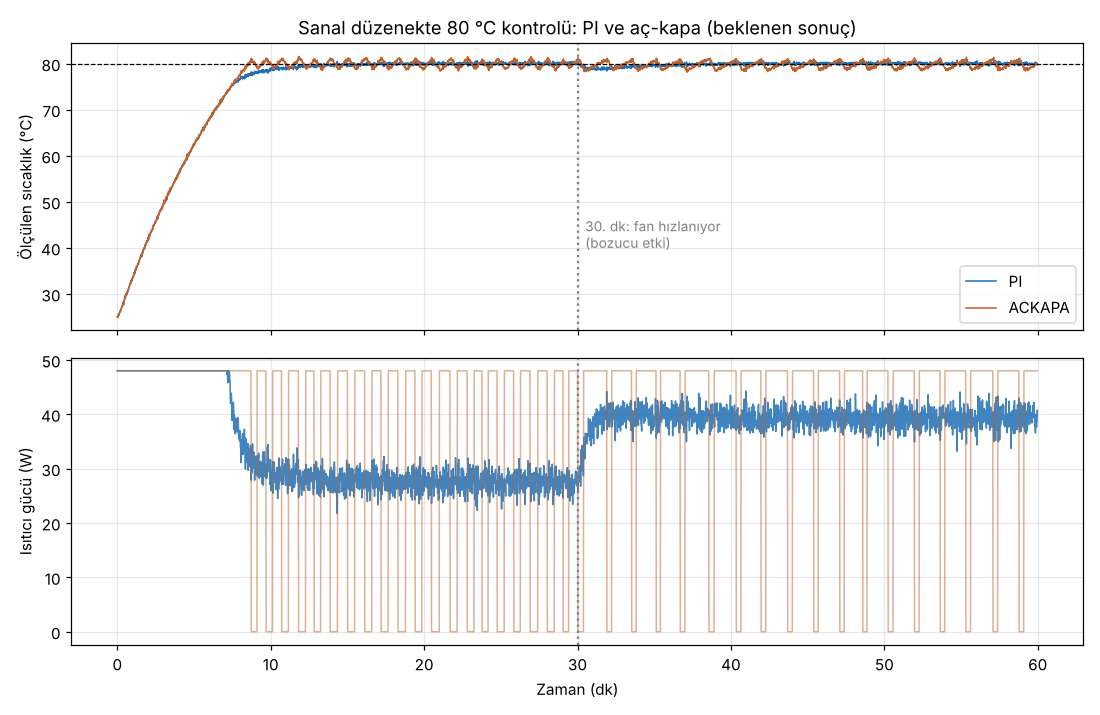 Sanal düzenekte 80 °C kontrolü: PI ve aç-kapa (beklenen sonuç)
Ölçülen sıcaklık (°C)
80
70
60
50
40
30
30. dk: fan hızlanıyor
(bozucu etki)
PI
ACKAPA
Isıtıcı gücü (W)
50
40
30
20
10
0
0
10
20
30
40
50
60
Zaman (dk)